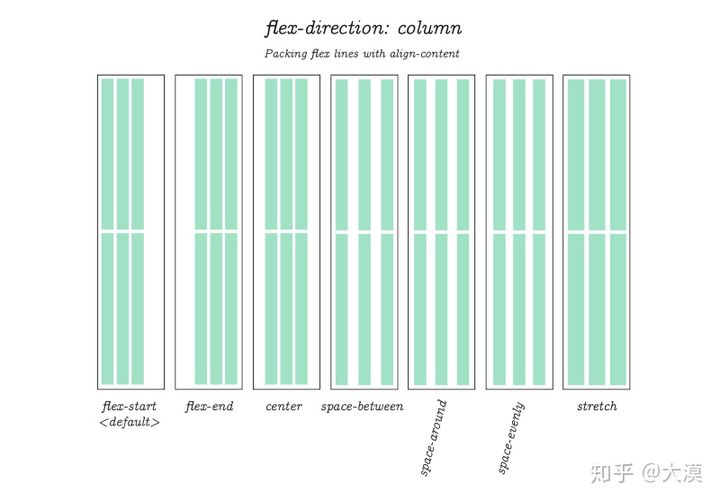 flex-direction: column
Packing flex lines with align-content
flex-start
<default>
flex-end
center
space-between
space-around
space-evenly
stretch
知乎 @大漠